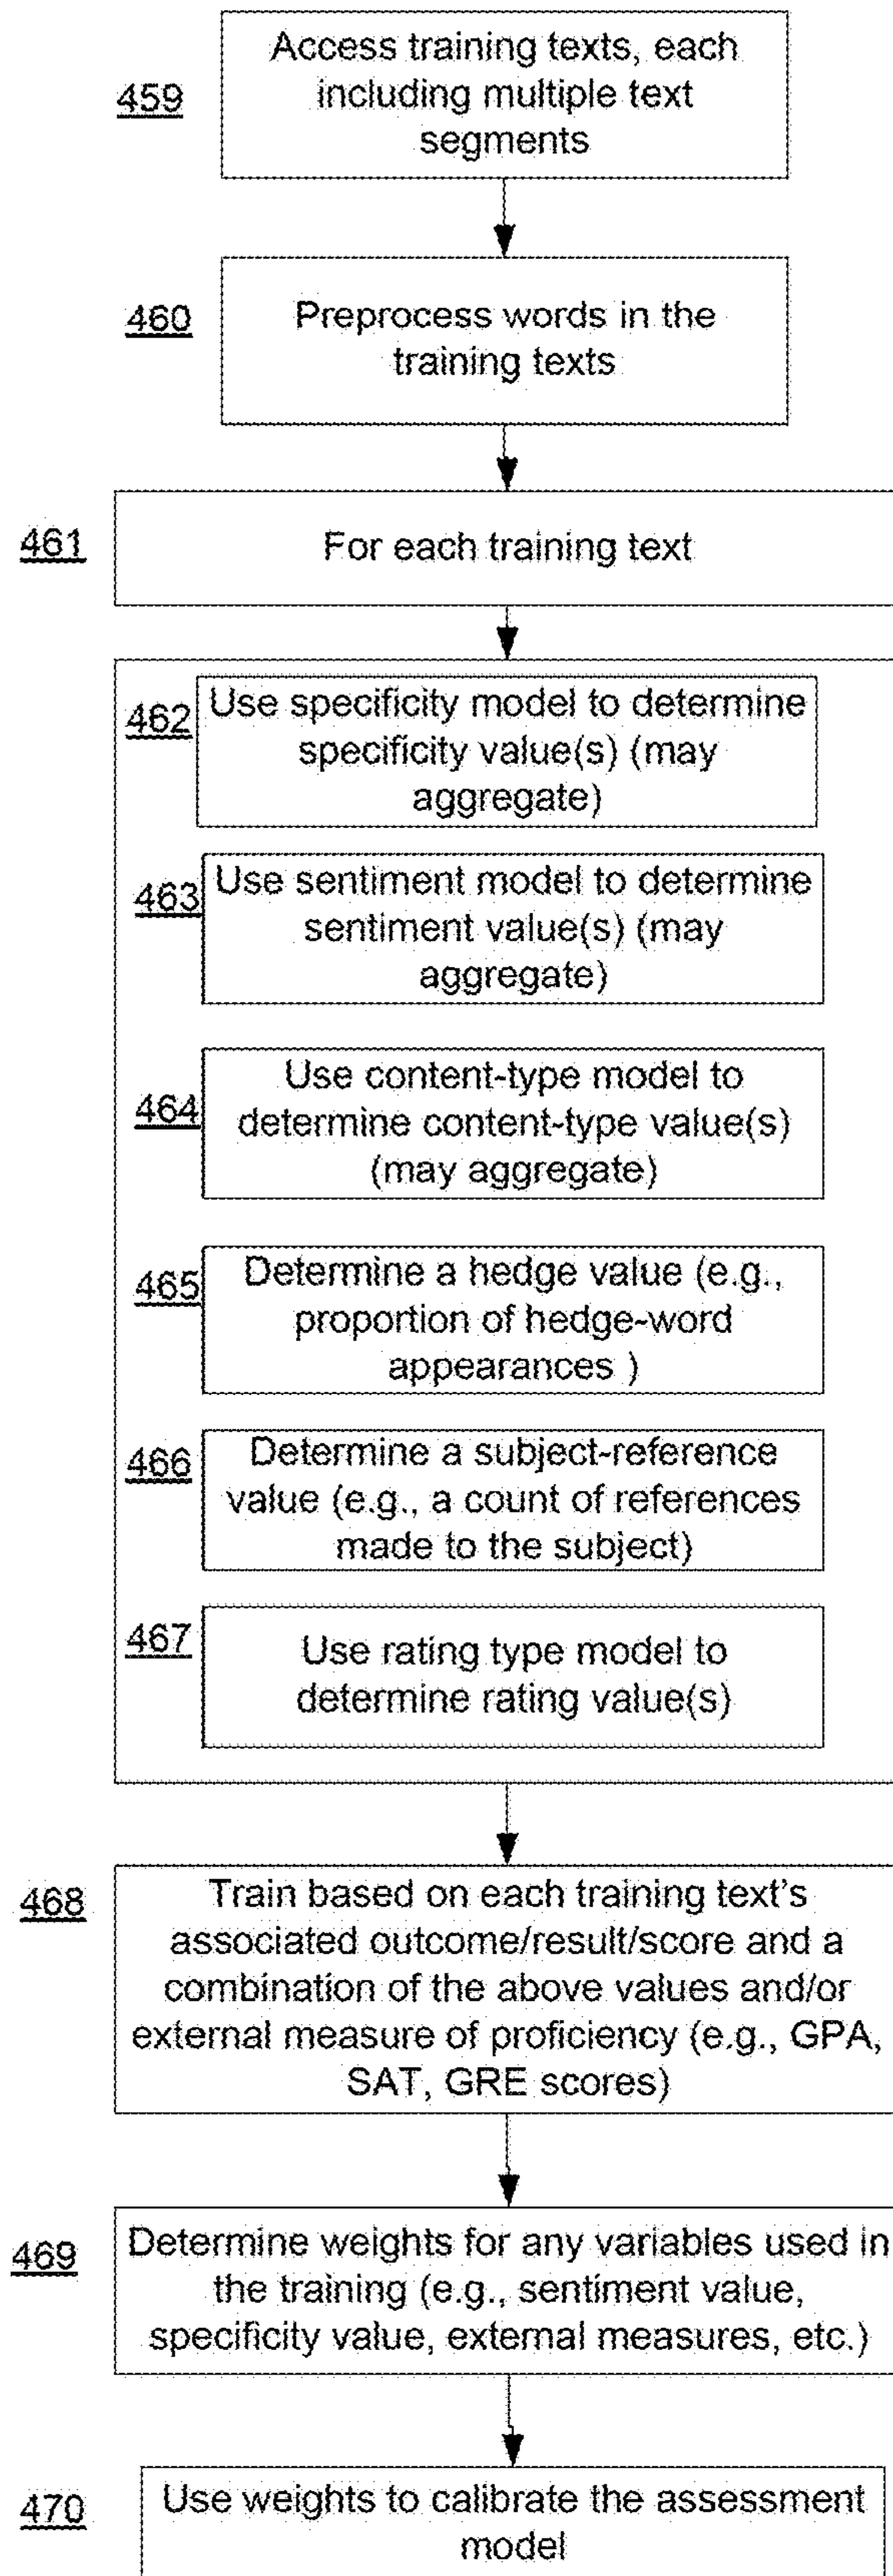 459
Access training texts, each
including multiple text
segments
460
Preprocess words in the
training texts
461
For each training text
462
Use specificity model to determine
specificity value(s) (may
aggregate)
463
Use sentiment model to determine
sentiment value(s) (may
aggregate)
464
Use content-type model to
determine content-type value(s)
(may aggregate)
465
Determine a hedge value (e.g.,
proportion of hedge-word
appearances )
466
Determine a subject-reference
value (e.g., a count of references
made to the subject)
467
Use rating type model to
determine rating value(s)
468
Train based on each training text's
associated outcome/result/score and a
combination of the above values and/or
external measure of proficiency (e.g., GPA,
SAT, GRE scores)
469
Determine weights for any variables used in
the training (e.g., sentiment value,
specificity value, external measures, etc.)
470
Use weights to calibrate the assessment
model